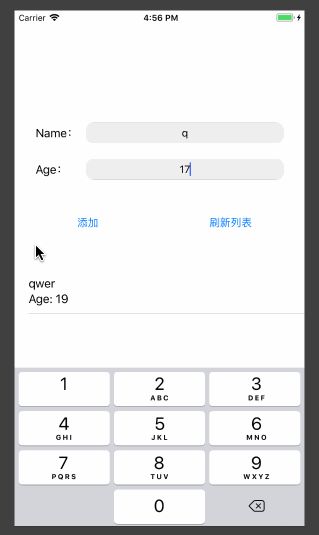 Carrier 4:56 PM
Name：
q
Age：
17
添加 刷新列表
qwer
Age: 19
1 2 3
ABC DEF
4 5 6
GHI JKL MNO
7 8 9
PQRS TUV WXYZ
0